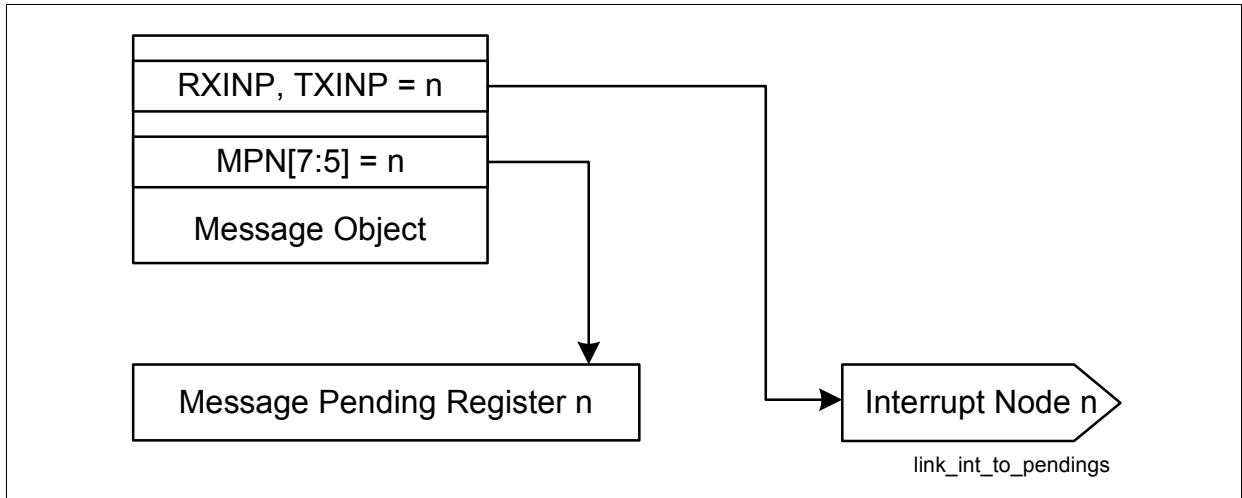 RXINP, TXINP = n
MPN[7:5] = n
Message Object
Message Pending Register n
Interrupt Node n
link_int_to_pendings